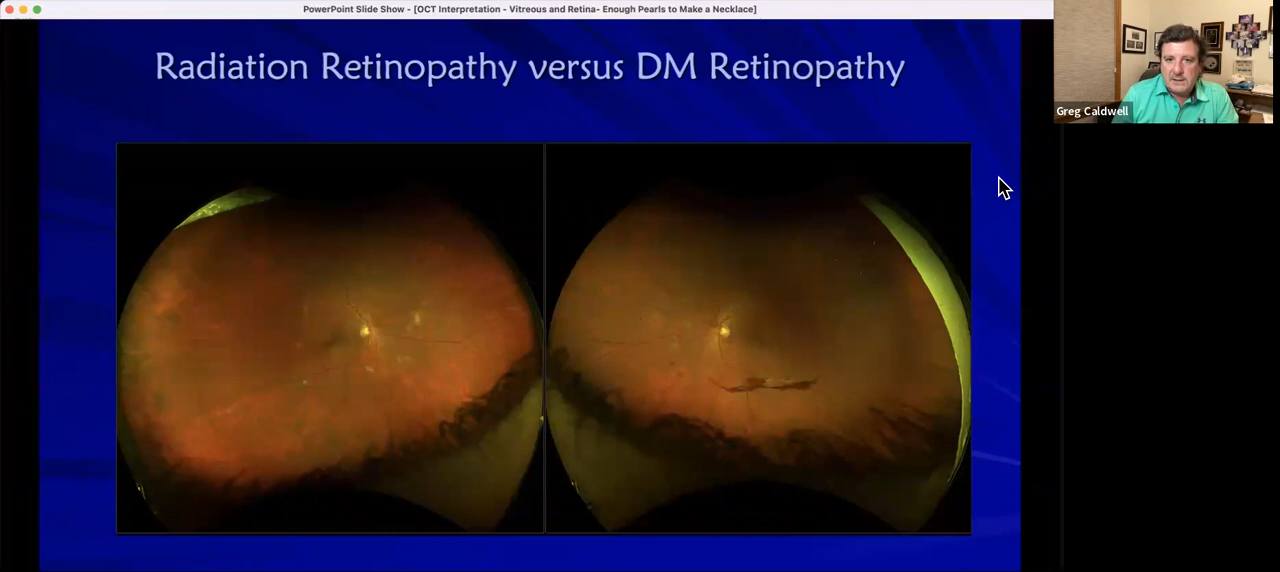 PowerPoint Slide Show - [OCT Interpretation - Vitreous and Retina- Enough Pearls to Make a Necklace]
Radiation Retinopathy versus DM Retinopathy
Greg Caldwell